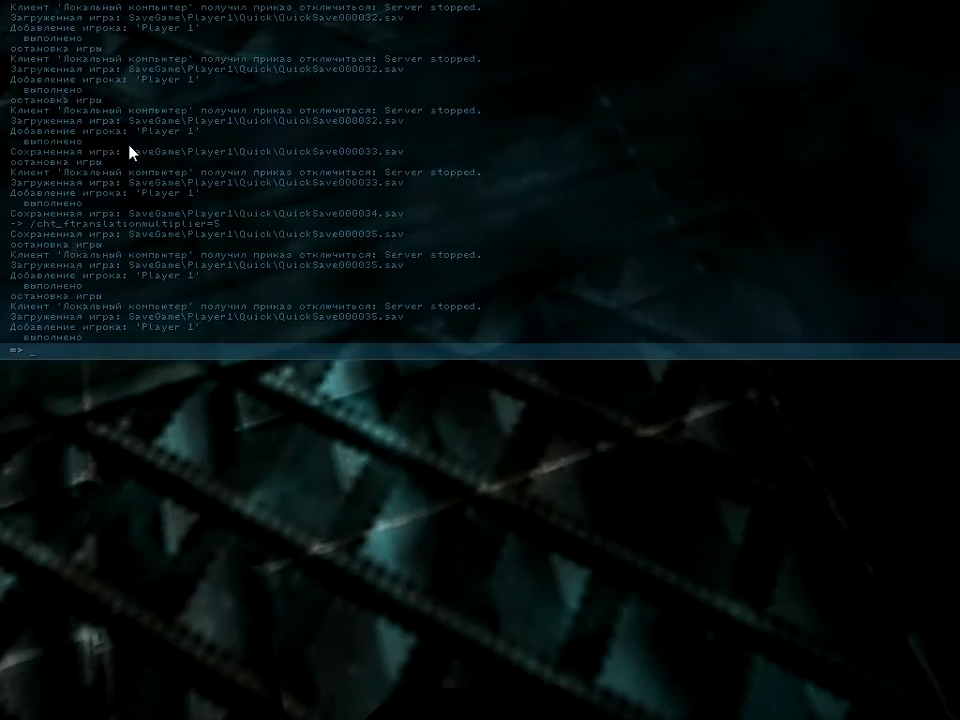 Клиент 'Локальный компьютер' получил приказ отключиться: Server stopped.
Загруженная игра: SaveGame\Player1\Quick\QuickSave000032.sav
Добавление игрока: 'Player 1'
выполнено
остановка игры
Клиент 'Локальный компьютер' получил приказ отключиться: Server stopped.
Загруженная игра: SaveGame\Player1\Quick\QuickSave000032.sav
Добавление игрока: 'Player 1'
выполнено
остановка игры
Клиент 'Локальный компьютер' получил приказ отключиться: Server stopped.
Загруженная игра: SaveGame\Player1\Quick\QuickSave000032.sav
Добавление игрока: 'Player 1'
выполнено
Сохраненная игра: SaveGame\Player1\Quick\QuickSave000033.sav
остановка игры
Клиент 'Локальный компьютер' получил приказ отключиться: Server stopped.
Загруженная игра: SaveGame\Player1\Quick\QuickSave000033.sav
Добавление игрока: 'Player 1'
выполнено
Сохраненная игра: SaveGame\Player1\Quick\QuickSave000034.sav
-> /cht_ftranslationmultiplier=5
Сохраненная игра: SaveGame\Player1\Quick\QuickSave000035.sav
остановка игры
Клиент 'Локальный компьютер' получил приказ отключиться: Server stopped.
Загруженная игра: SaveGame\Player1\Quick\QuickSave000035.sav
Добавление игрока: 'Player 1'
выполнено
остановка игры
Клиент 'Локальный компьютер' получил приказ отключиться: Server stopped.
Загруженная игра: SaveGame\Player1\Quick\QuickSave000035.sav
Добавление игрока: 'Player 1'
выполнено
=> _